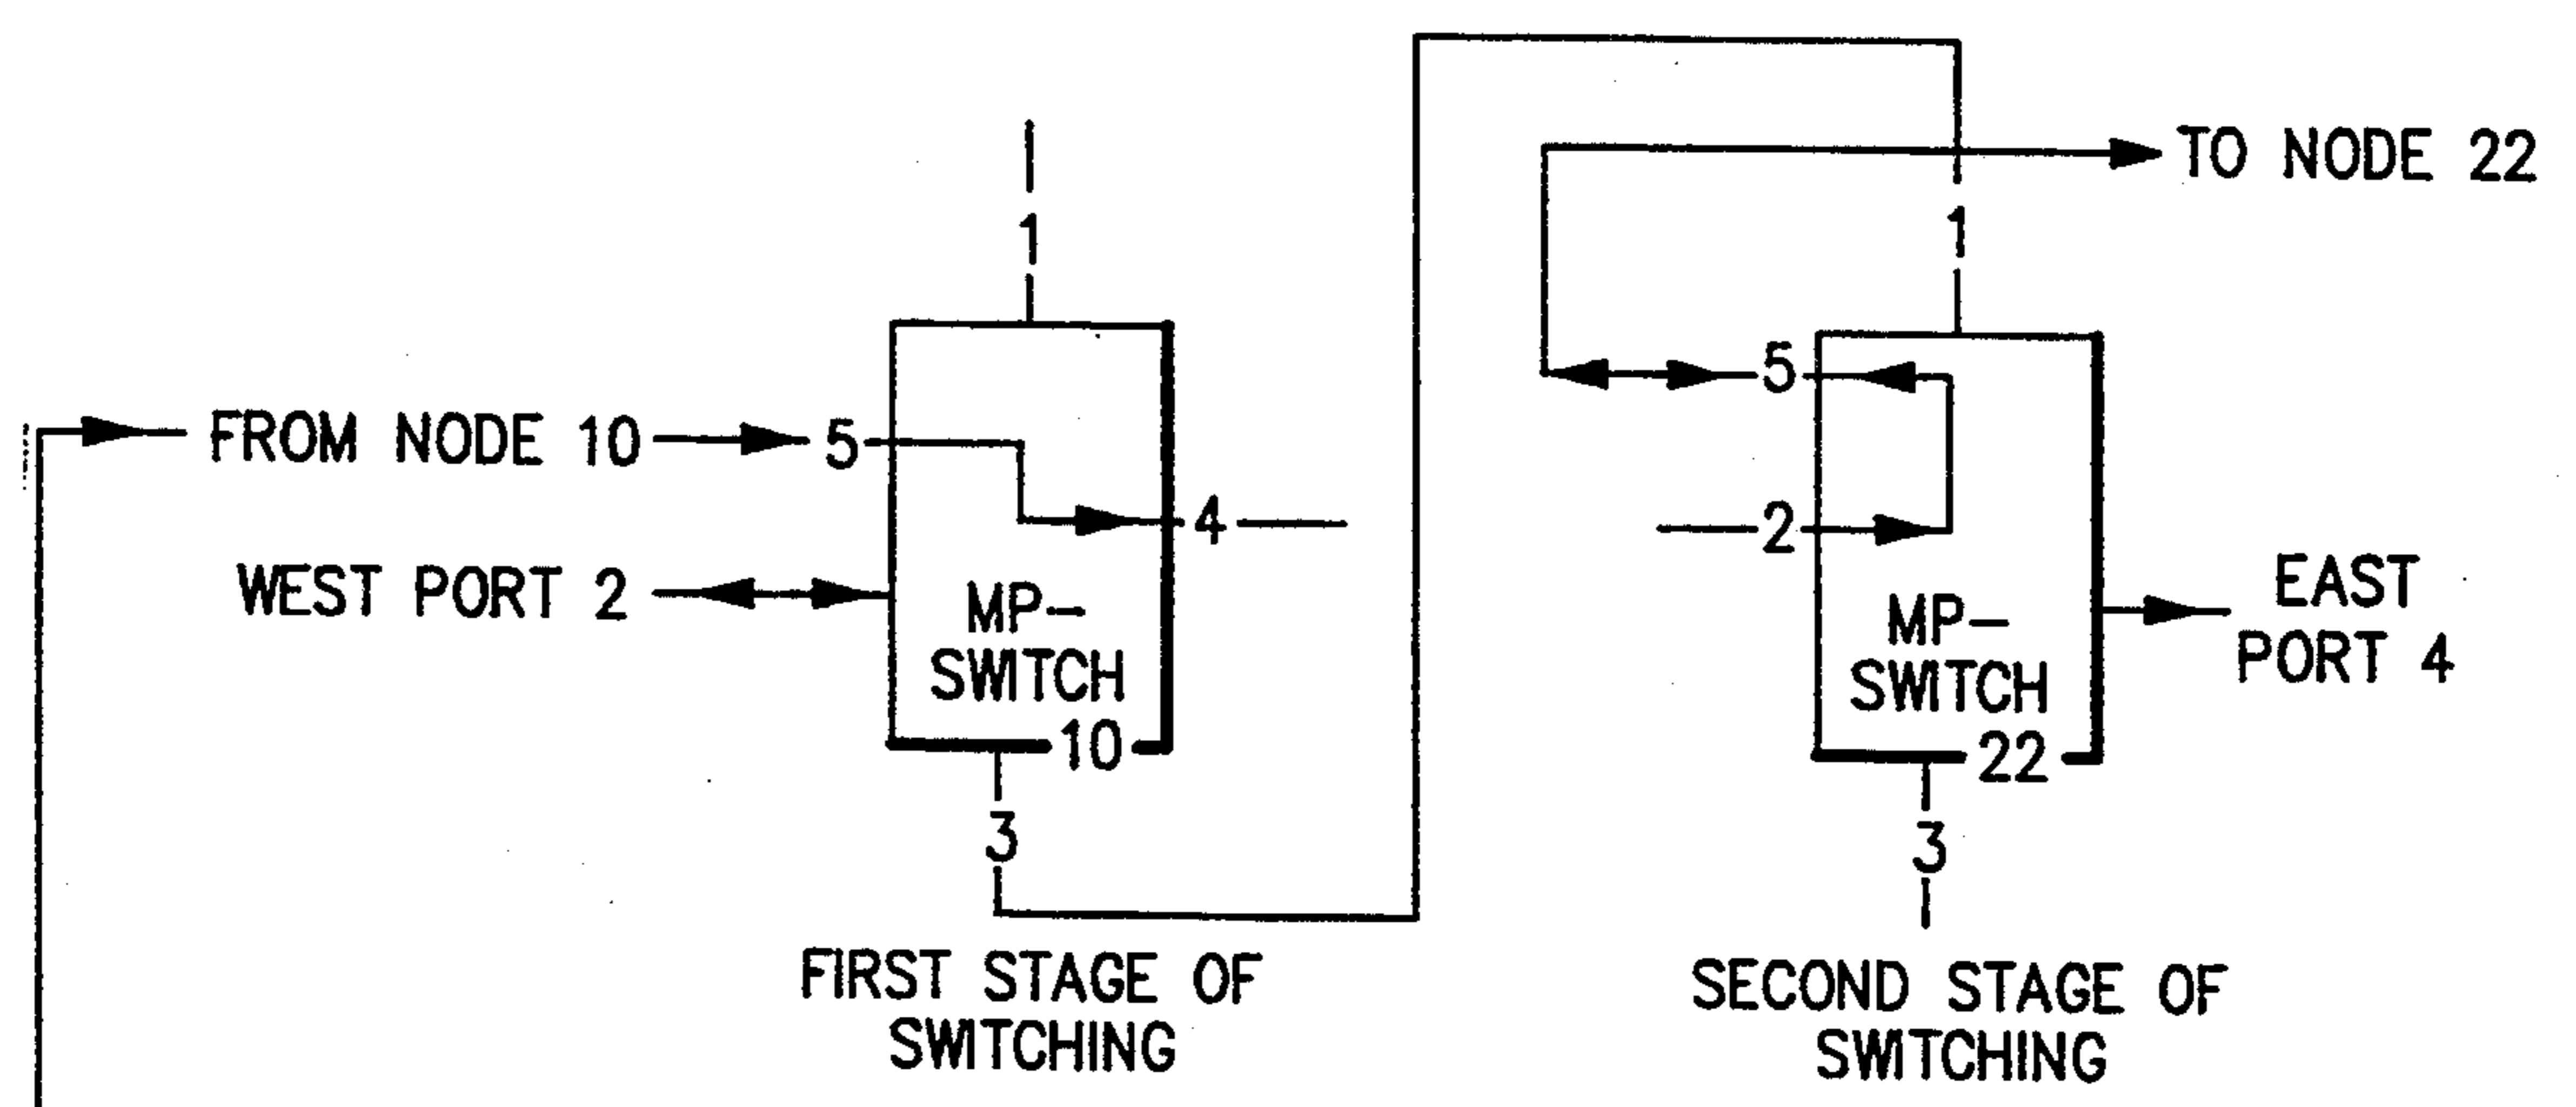 TO NODE 22
1
1
5
FROM NODE 10
5
4
2
WEST PORT 2
EAST
PORT 4
MP-
SWITCH
10
MP-
SWITCH
22
3
3
FIRST STAGE OF
SWITCHING
SECOND STAGE OF
SWITCHING